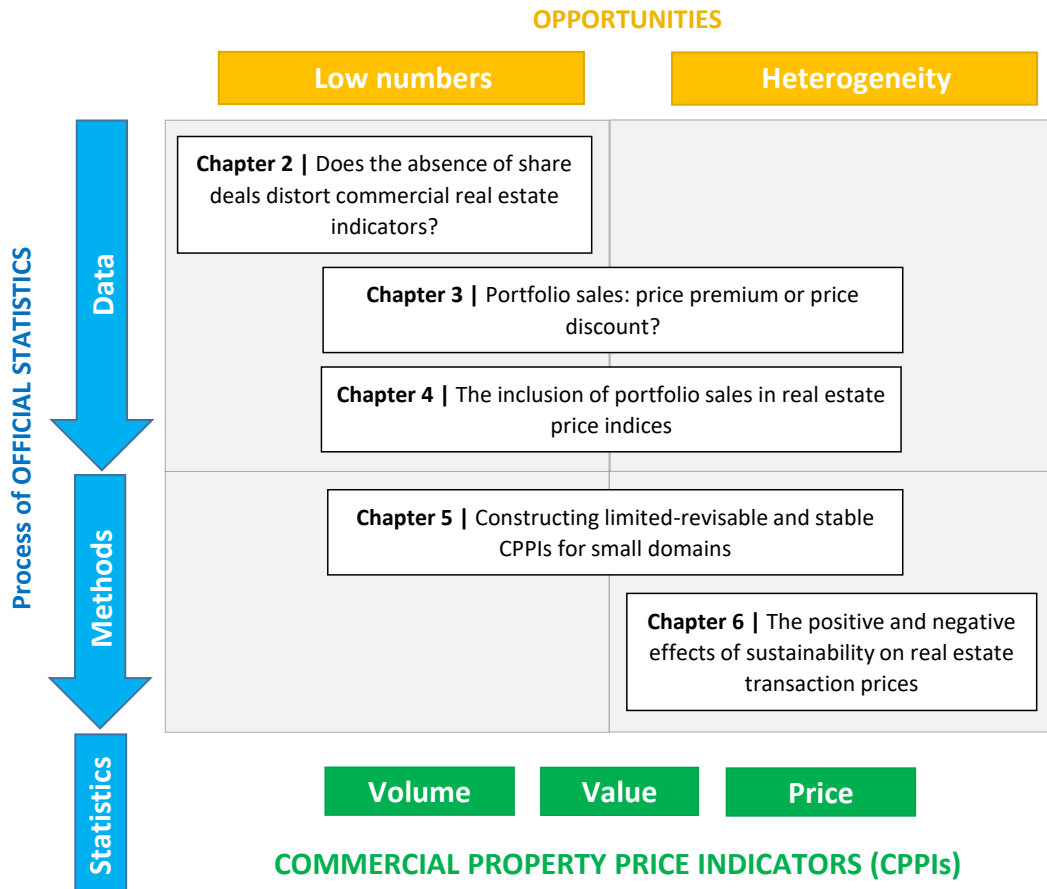 OPPORTUNITIES
Low numbers
Heterogeneity
Process of OFFICIAL STATISTICS
Data
Chapter 2 | Does the absence of share
deals distort commercial real estate
indicators?
Chapter 3 | Portfolio sales: price premium or price
discount?
Chapter 4 | The inclusion of portfolio sales in real estate
price indices
Methods
Chapter 5 | Constructing limited-revisable and stable
CPPIs for small domains
Chapter 6 | The positive and negative
effects of sustainability on real estate
transaction prices
Statistics
Volume
Value
Price
COMMERCIAL PROPERTY PRICE INDICATORS (CPPIs)